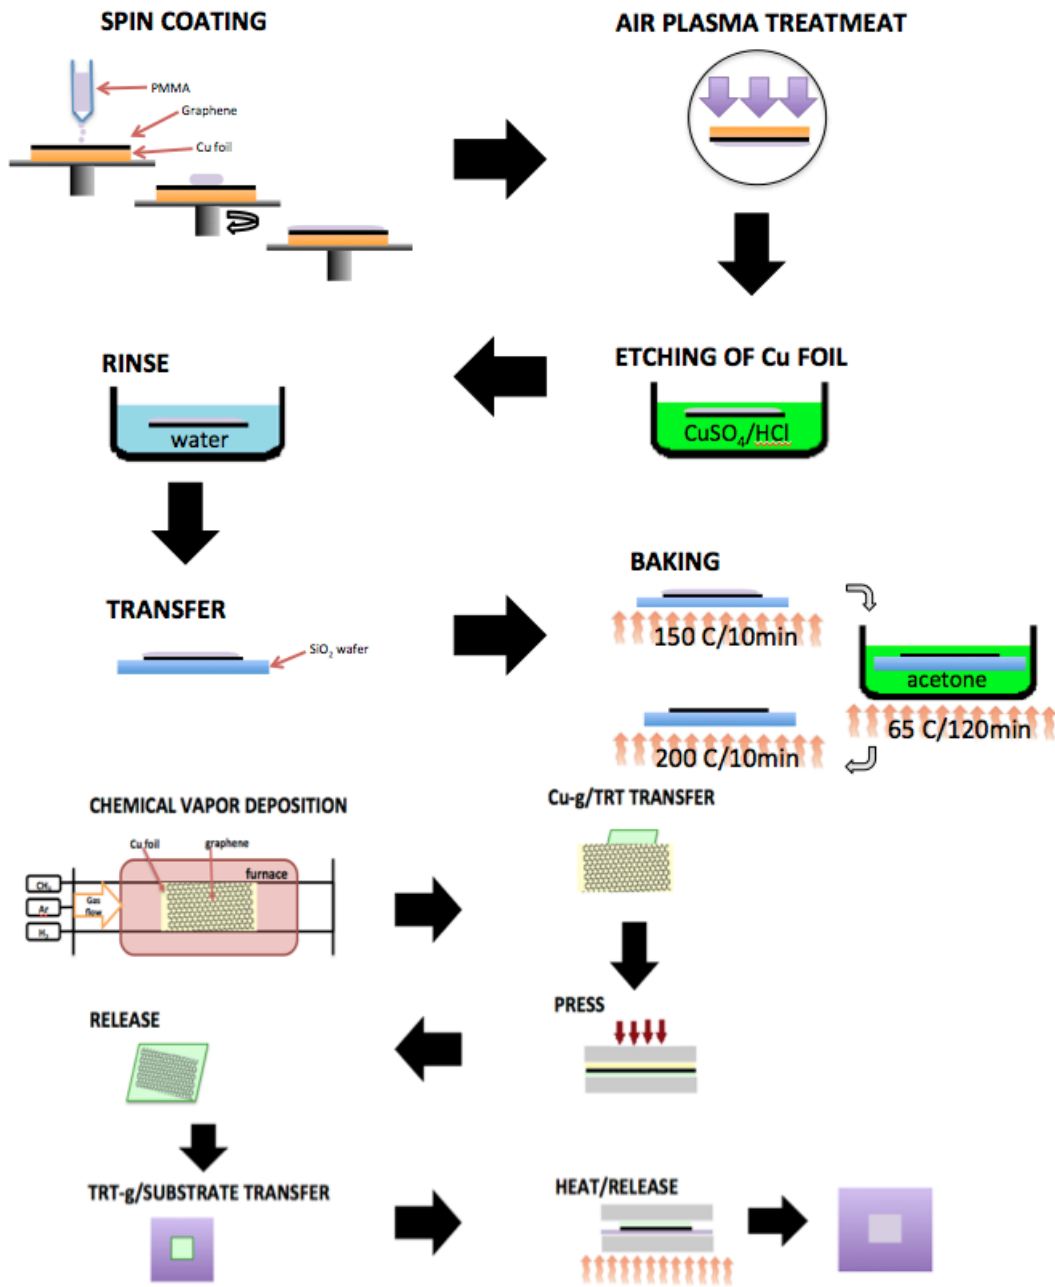 SPIN COATING
PMMA
Graphene
Cu foil
AIR PLASMA TREATMEAT
ETCHING OF Cu FOIL
CuSO₄/HCl
RINSE
water
TRANSFER
SiO₂ wafer
BAKING
150 C/10min
acetone
65 C/120min
200 C/10min
CHEMICAL VAPOR DEPOSITION
Cu foil
graphene
furnace
CH₄
Ar
H₂
Gas
flow
Cu-g/TRT TRANSFER
PRESS
RELEASE
TRT-g/SUBSTRATE TRANSFER
HEAT/RELEASE